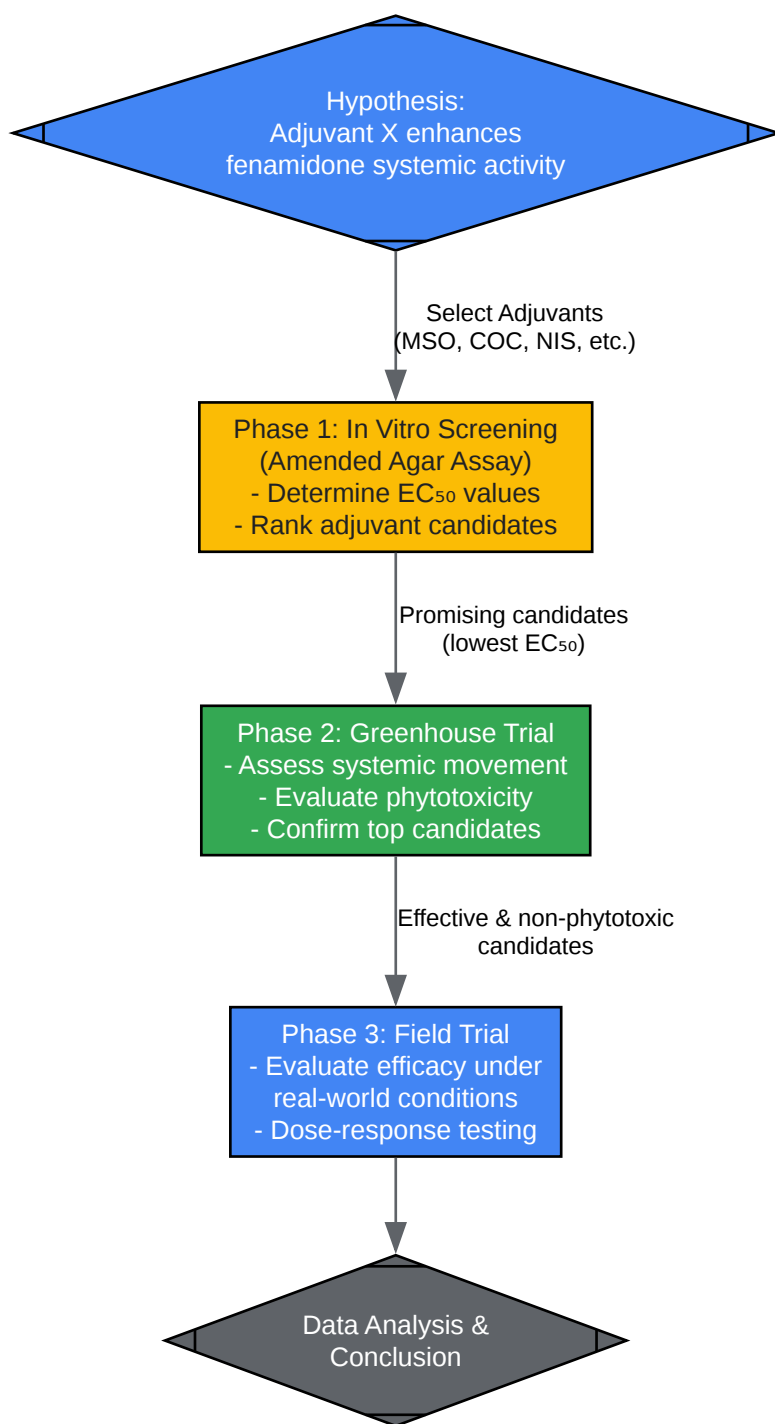 Hypothesis:
Adjuvant X enhances
fenamidone systemic activity
Select Adjuvants
(MSO, COC, NIS, etc.)
Phase 1: In Vitro Screening
(Amended Agar Assay)
- Determine EC₅₀ values
- Rank adjuvant candidates
Promising candidates
(lowest EC₅₀)
Phase 2: Greenhouse Trial
- Assess systemic movement
- Evaluate phytotoxicity
- Confirm top candidates
Effective & non-phytotoxic
candidates
Phase 3: Field Trial
- Evaluate efficacy under
real-world conditions
- Dose-response testing
Data Analysis &
Conclusion